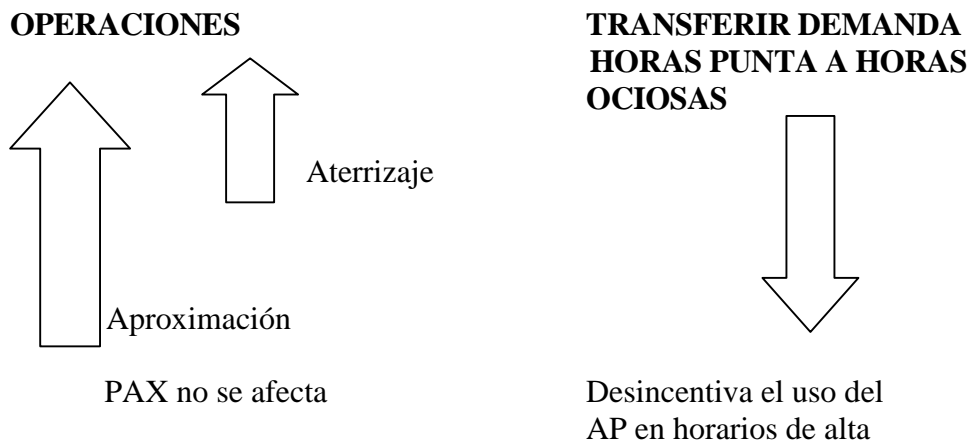 OPERACIONES
Aterrizaje
Aproximación
PAX no se afecta
TRANSFERIR DEMANDA
HORAS PUNTA A HORAS
OCIOSAS
Desincentiva el uso del
AP en horarios de alta